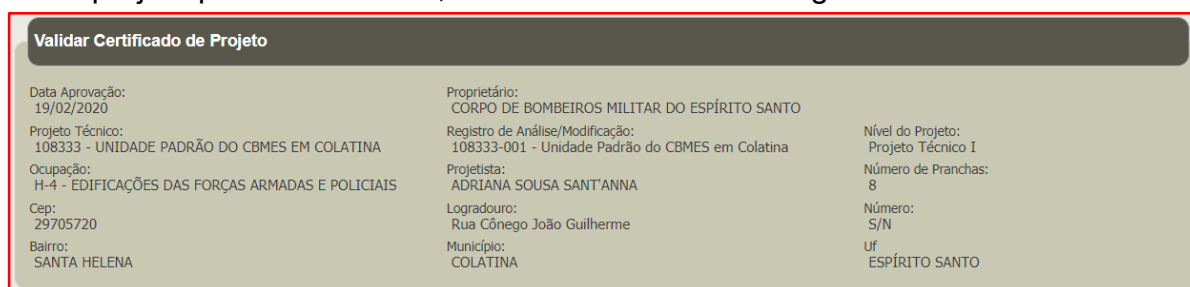 Validar Certificado de Projeto
Data Aprovação:
19/02/2020
Proprietário:
CORPO DE BOMBEIROS MILITAR DO ESPÍRITO SANTO
Projeto Técnico:
108333 - UNIDADE PADRÃO DO CBMES EM COLATINA
Registro de Análise/Modificação:
108333-001 - Unidade Padrão do CBMES em Colatina
Nível do Projeto:
Projeto Técnico I
Ocupação:
H-4 - EDIFICAÇÕES DAS FORÇAS ARMADAS E POLICIAIS
Projetista:
ADRIANA SOUSA SANT'ANNA
Número de Pranchas:
8
Cep:
29705720
Logradouro:
Rua Cônego João Guilherme
Número:
S/N
Bairro:
SANTA HELENA
Município:
COLATINA
Uf
ESPÍRITO SANTO